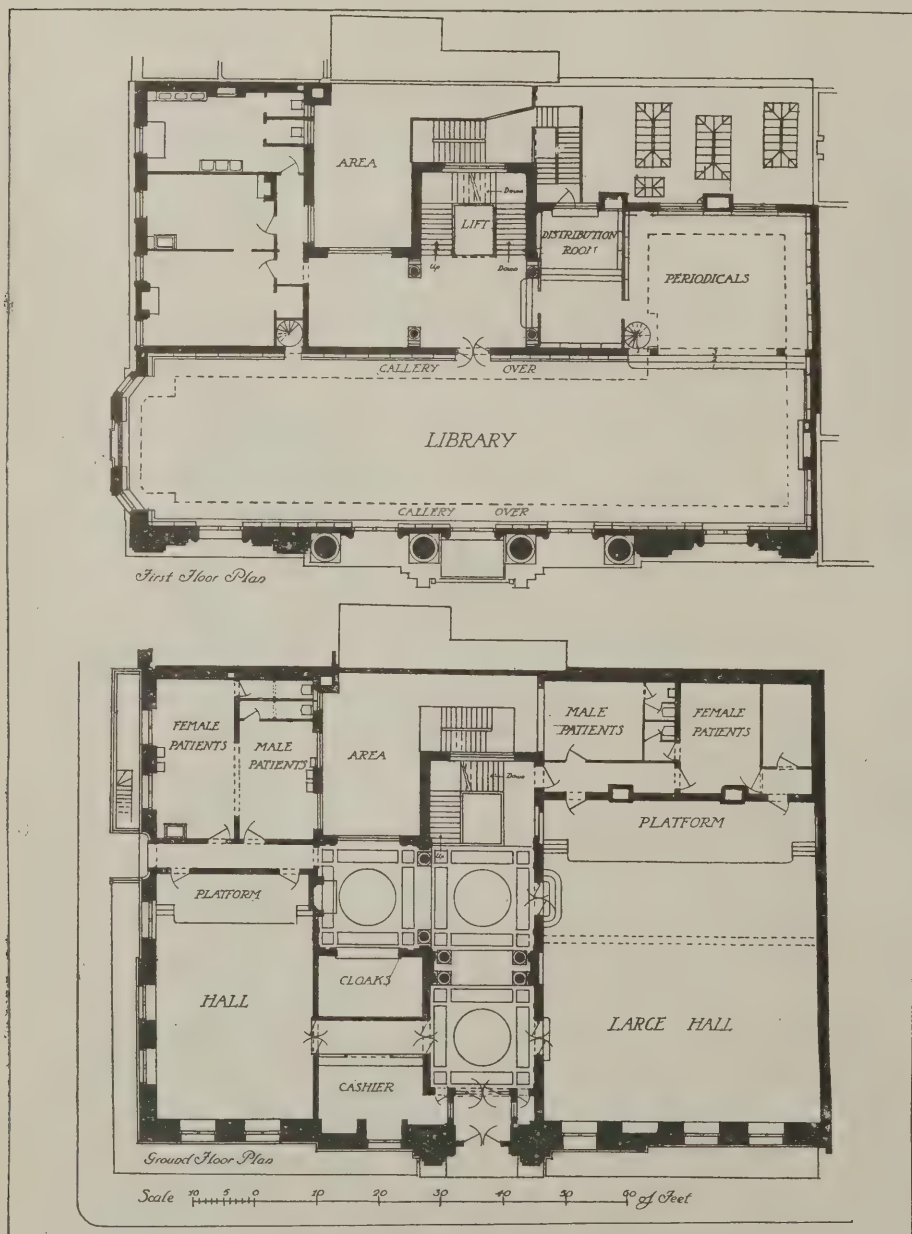 AREA
Down
LIFT
Up
Down
DISTRIBUTION
ROOM
PERIODICALS
GALLERY OVER
LIBRARY
GALLERY OVER
First Floor Plan
FEMALE
PATIENTS
MALE
PATIENTS
AREA
Down
Up
MALE
PATIENTS
FEMALE
PATIENTS
PLATFORM
PLATFORM
CLOAKS
HALL
LARGE HALL
CASHIER
Ground Floor Plan
Scale 10 5 0 10 20 30 40 50 60 of Feet